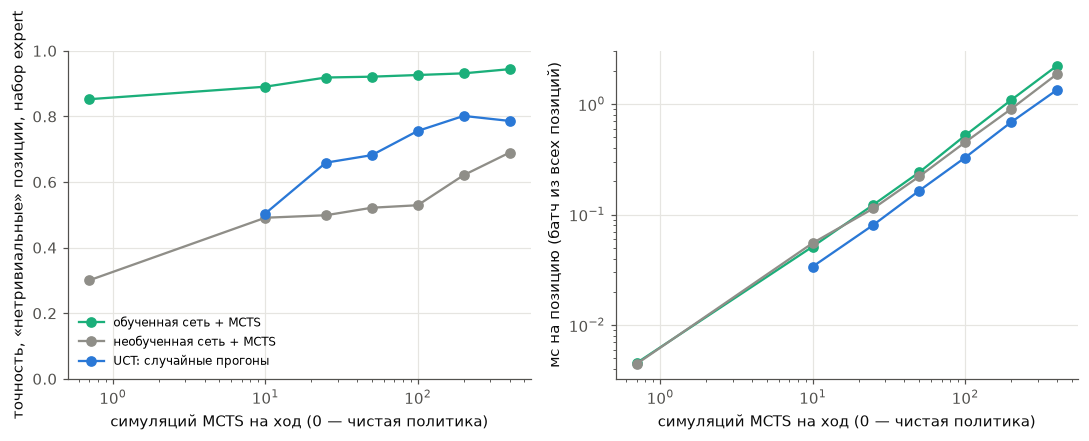 точность, «нетривиальные» позиции, набор expert
1.0
0.8
0.6
0.4
0.2
0.0
обученная сеть + MCTS
необученная сеть + MCTS
UCT: случайные прогоны
10⁰
10¹
10²
симуляций MCTS на ход (0 — чистая политика)
мс на позицию (батч из всех позиций)
10⁰
10⁻¹
10⁻²
10⁰
10¹
10²
симуляций MCTS на ход (0 — чистая политика)